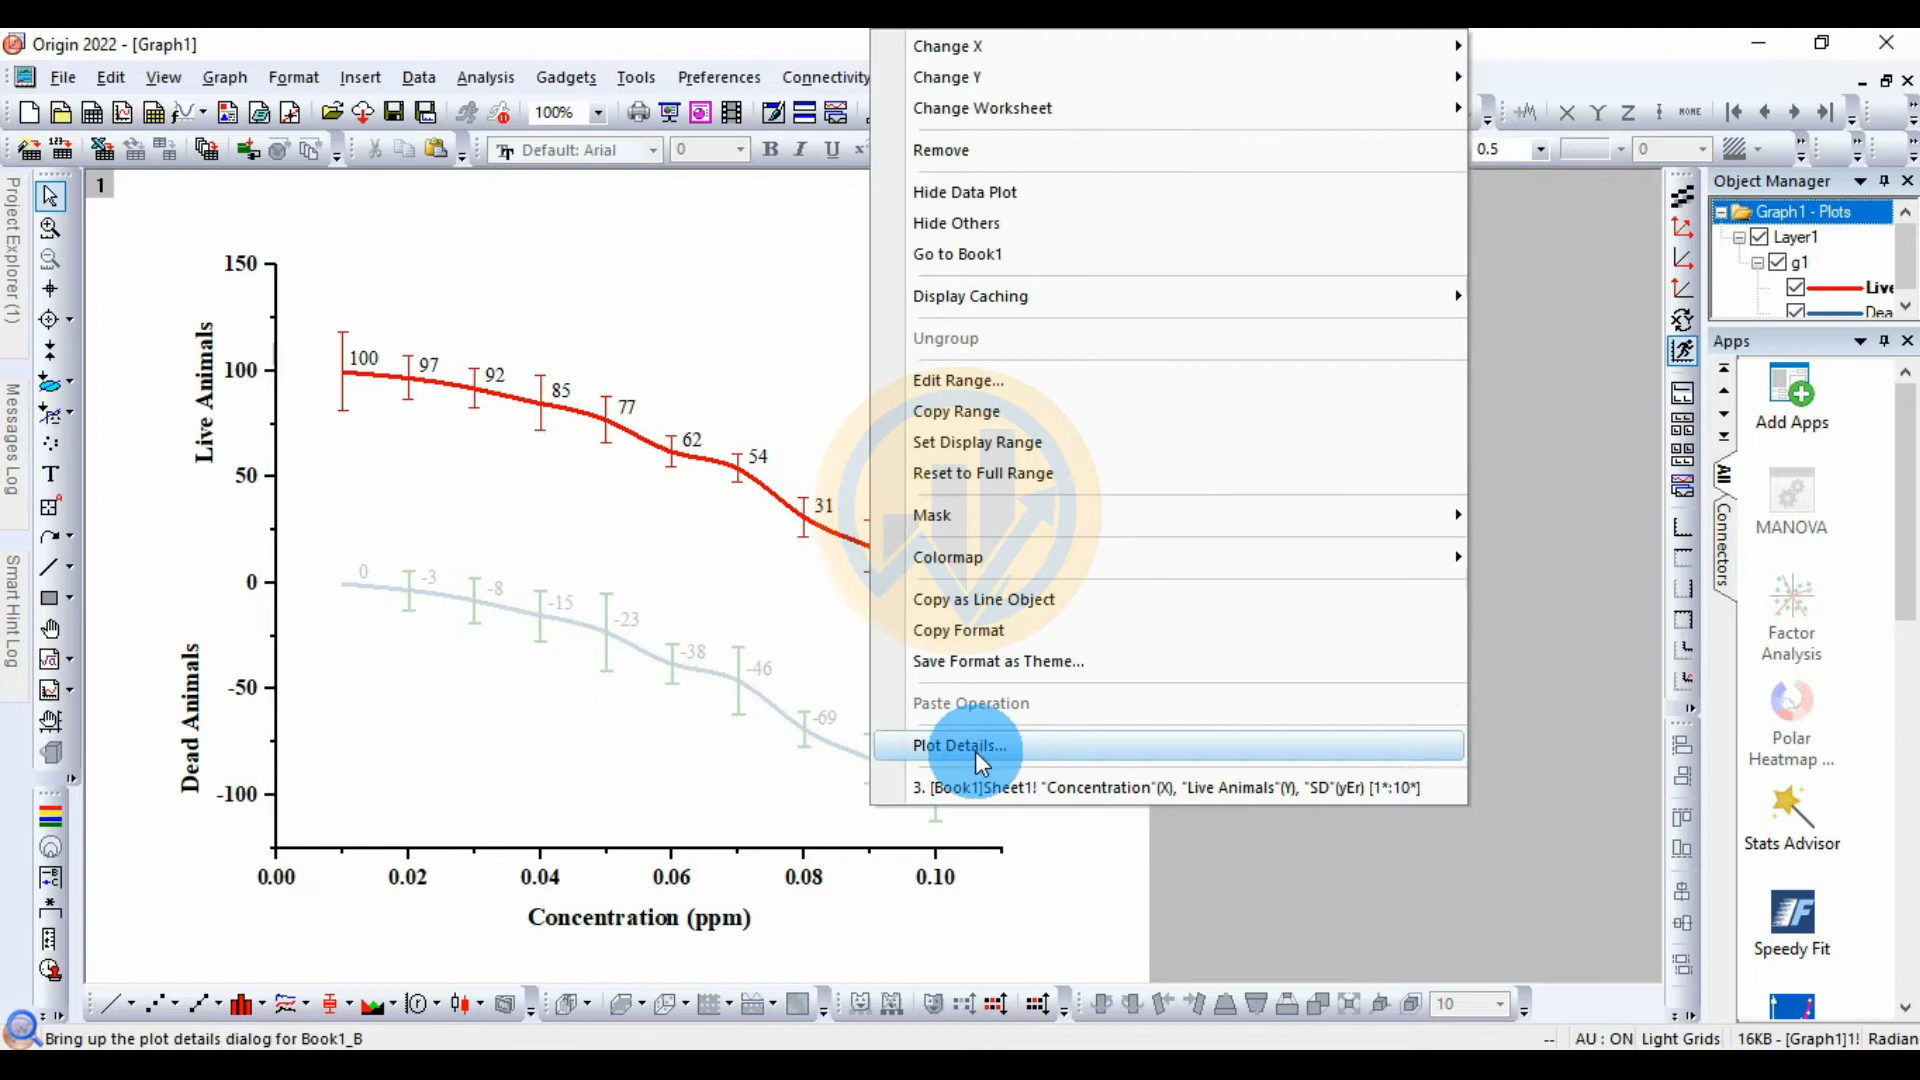 Origin 2022 - [Graph1]
File Edit View Graph Format Insert Data Analysis Gadgets Tools Preferences Connectivity
100%
HOME
Default: Arial 0 B I U
0.5 0
Project Explorer (1)
Messages Log
Smart Hint Log
1
150
100
50
0
-50
-100
Live Animals
Dead Animals
100 97 92 85 77 62 54 31
0 -3 -8 -15 -23 -38 -46 -69
0.00 0.02 0.04 0.06 0.08 0.10
Concentration (ppm)
Change X
Change Y
Change Worksheet
Remove
Hide Data Plot
Hide Others
Go to Book1
Display Caching
Ungroup
Edit Range...
Copy Range
Set Display Range
Reset to Full Range
Mask
Colormap
Copy as Line Object
Copy Format
Save Format as Theme...
Paste Operation
Plot Details...
3. [Book1]Sheet1! "Concentration"(X), "Live Animals"(Y), "SD"(yEr) [1*:10*]
Object Manager
Graph1 - Plots
Layer1
g1
Live
Dea
Apps
All
Connectors
Add Apps
MANOVA
Factor
Analysis
Polar
Heatmap ...
Stats Advisor
Speedy Fit
10
Bring up the plot details dialog for Book1_B
-- AU : ON Light Grids 16KB - [Graph1]1! Radian